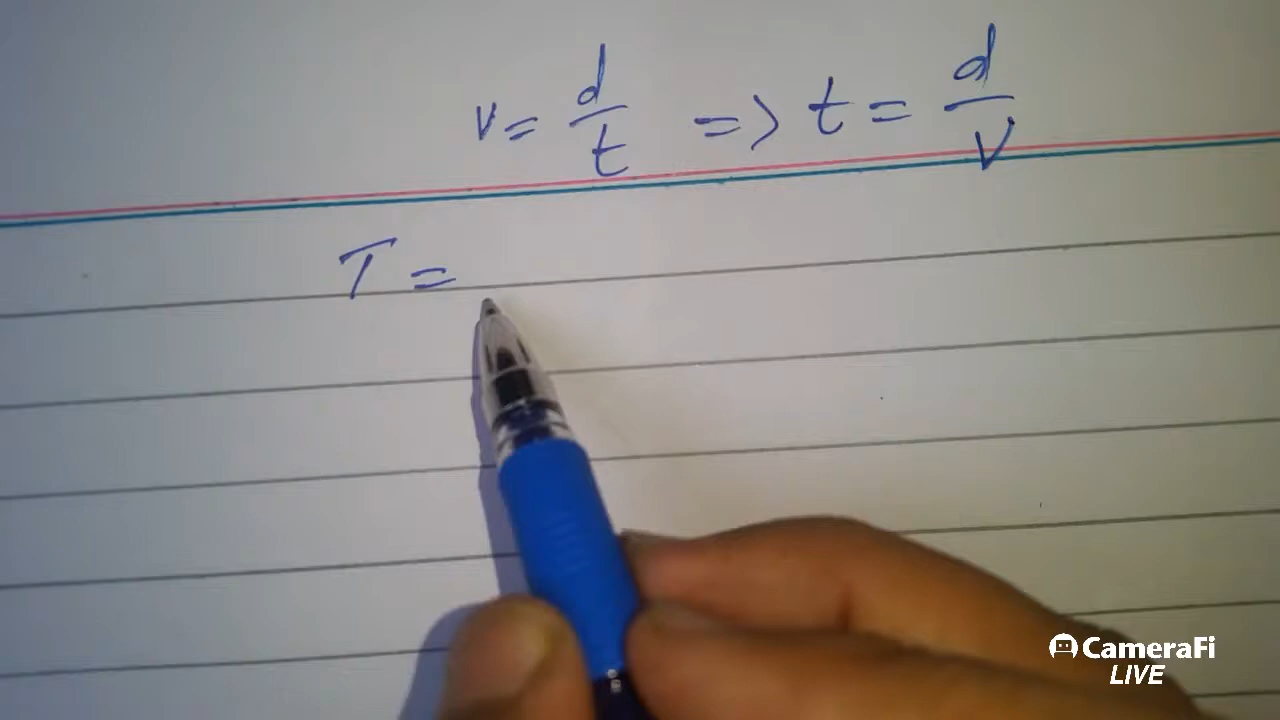 v = d/t => t = d/v
T =
CameraFi
LIVE